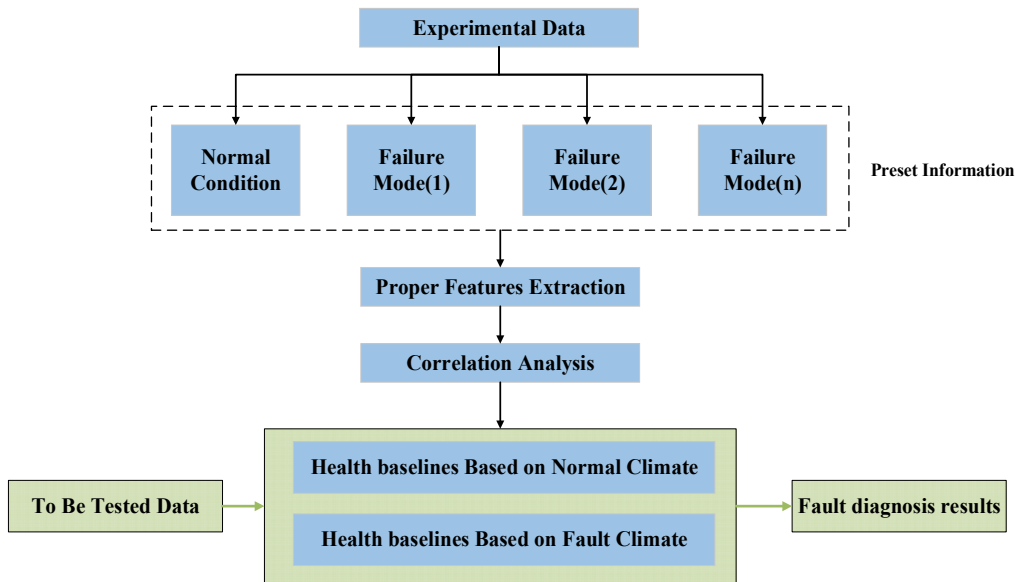 Experimental Data
Normal
Condition
Failure
Mode(1)
Failure
Mode(2)
Failure
Mode(n)
Preset Information
Proper Features Extraction
Correlation Analysis
Health baselines Based on Normal Climate
To Be Tested Data
Fault diagnosis results
Health baselines Based on Fault Climate